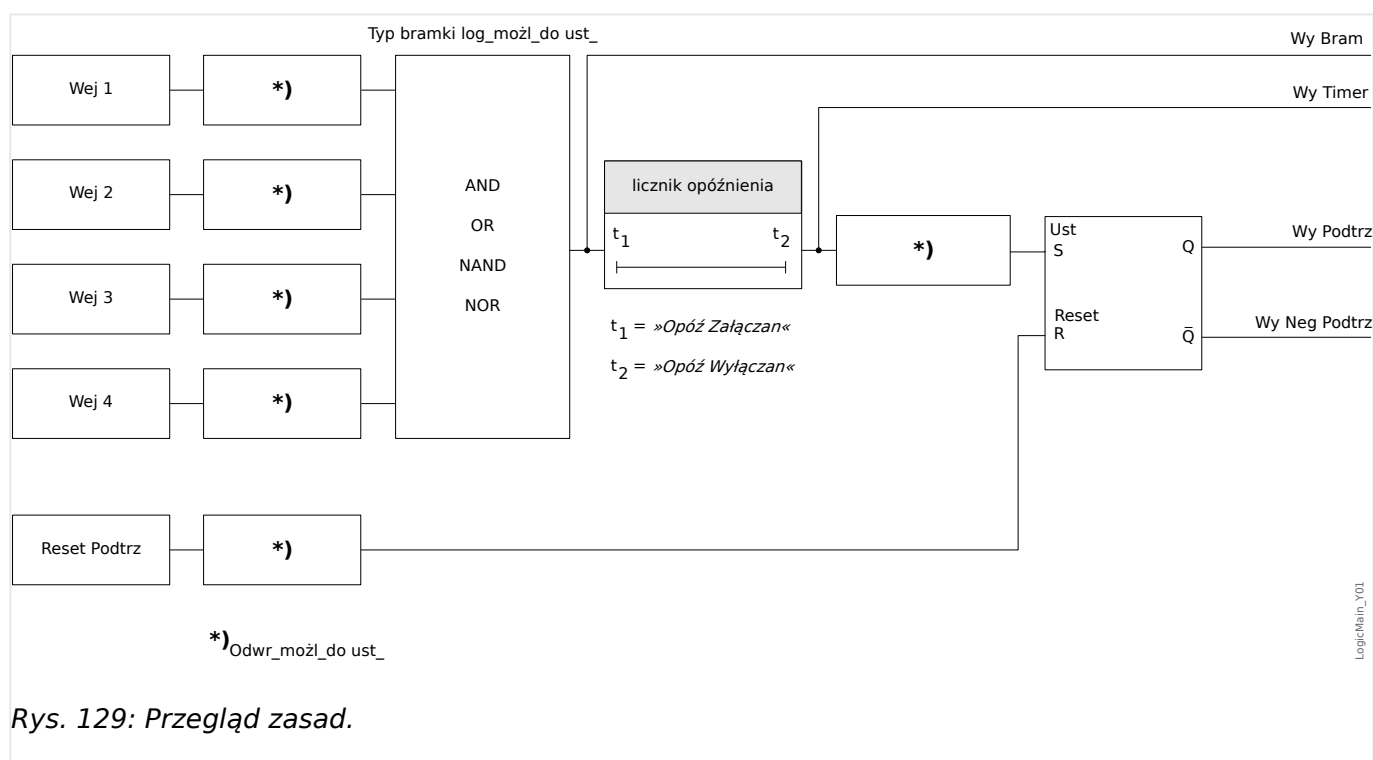 Typ bramki log_możl_do ust_
Wy Bram
Wej 1
*)
Wy Timer
Wej 2
*)
AND
OR
NAND
NOR
licznik opóźnienia
t1
t2
*)
Ust
S
Q
Wy Podtrz
Wej 3
*)
Reset
R
Q̅
Wy Neg Podtrz
t1 = »Opóź Załączan«
t2 = »Opóź Wyłączan«
Wej 4
*)
Reset Podtrz
*)
*)Odwr_możl_do ust_
LogicMain_Y01
Rys. 129: Przegląd zasad.